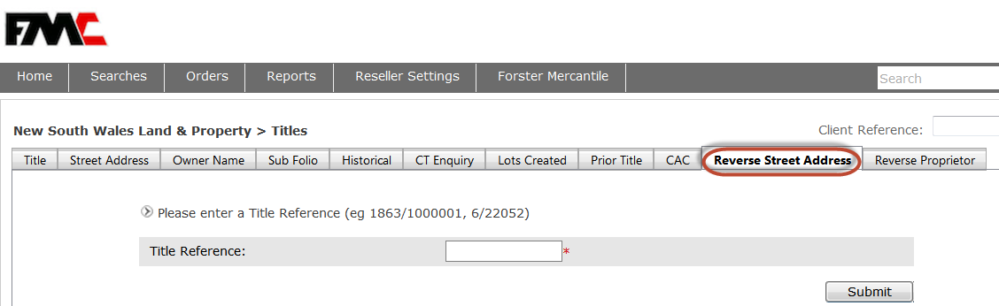 FMC
Home Searches Orders Reports Reseller Settings Forster Mercantile Search
New South Wales Land & Property > Titles Client Reference:
Title Street Address Owner Name Sub Folio Historical CT Enquiry Lots Created Prior Title CAC Reverse Street Address Reverse Proprietor
Please enter a Title Reference (eg 1863/1000001, 6/22052)
Title Reference: *
Submit